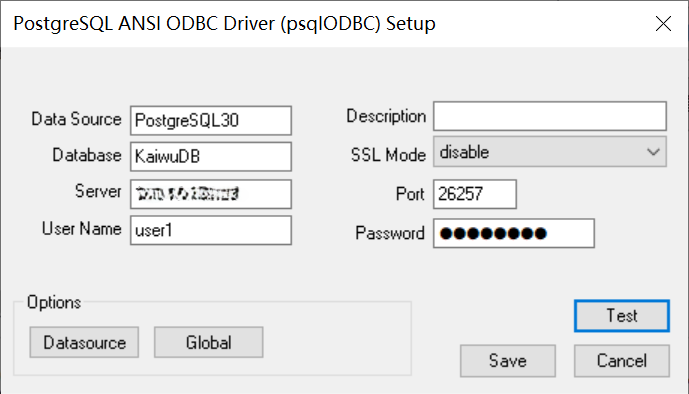 PostgreSQL ANSI ODBC Driver (psqlODBC) Setup
Data Source PostgreSQL30
Description
Database KaiwuDB
SSL Mode disable
Server
Port 26257
User Name user1
Password ●●●●●●●●
Options
Datasource Global
Test
Save Cancel